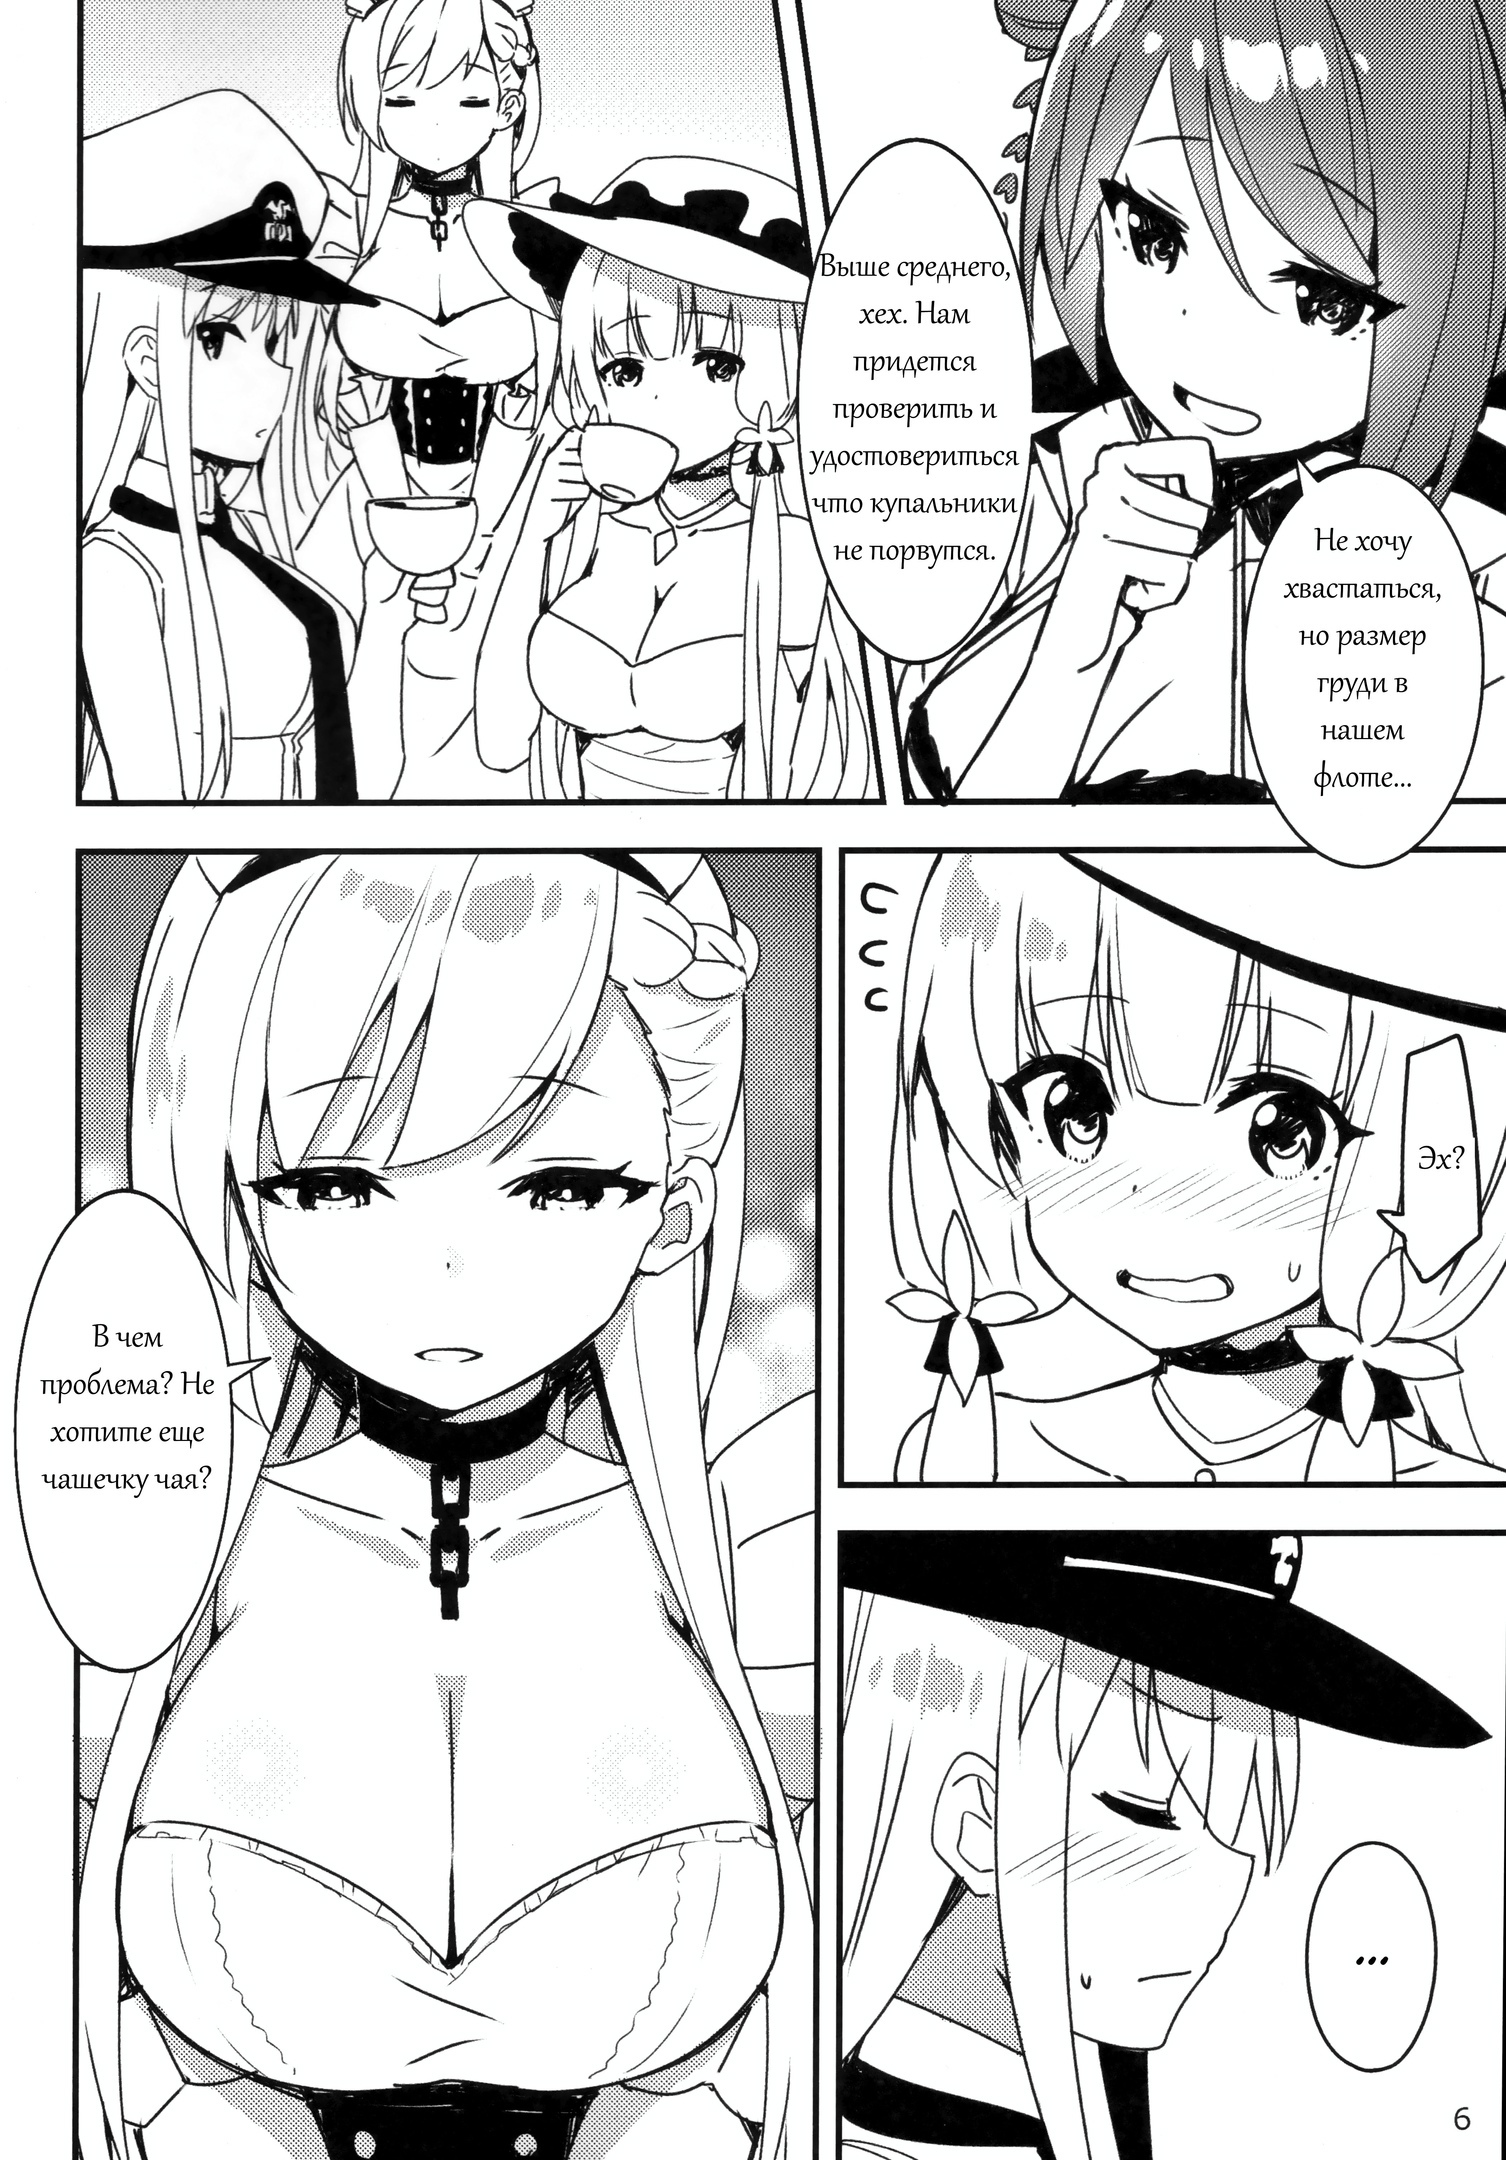 Не хочу
хвастаться,
но размер
груди в
нашем
флоте...
Выше среднего,
хех. Нам
придется
проверить и
удостовериться
что купальники
не порвутся.
Эх?
...
В чем
проблема? Не
хотите еще
чашечку чая?
6